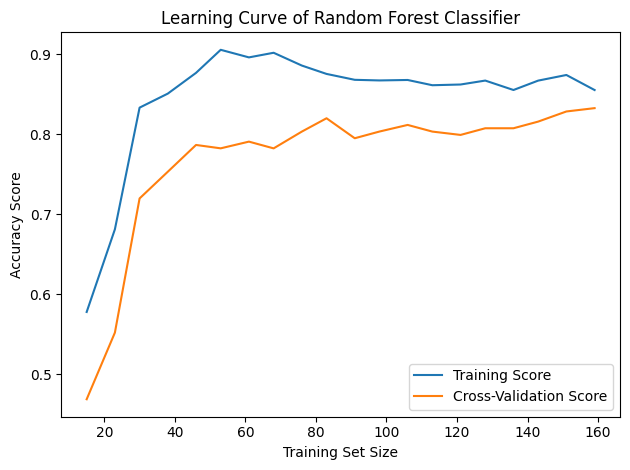 Learning Curve of Random Forest Classifier
Accuracy Score
0.9
0.8
0.7
0.6
0.5
Training Score
Cross-Validation Score
20 40 60 80 100 120 140 160
Training Set Size